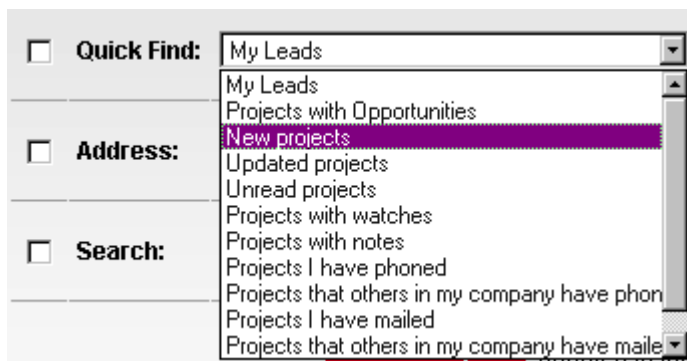 Quick Find: My Leads
My Leads
Projects with Opportunities
New projects
Address:
Updated projects
Unread projects
Projects with watches
Projects with notes
Search:
Projects I have phoned
Projects that others in my company have phon
Projects I have mailed
Projects that others in my company have maile